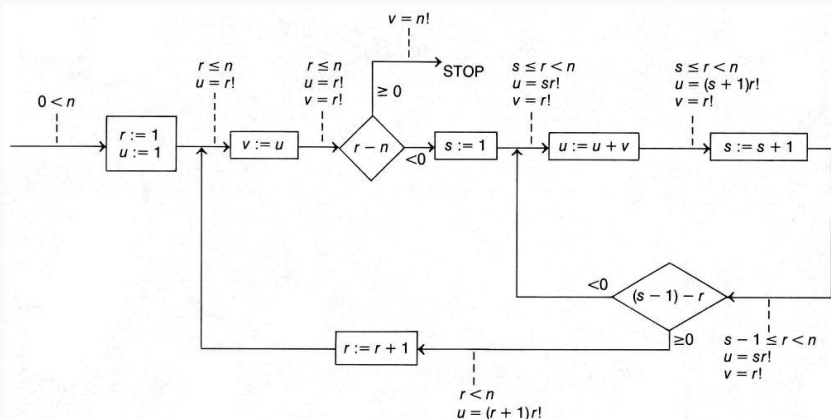 0 < n
r := 1
u := 1
r ≤ n
u = r!
v := u
r ≤ n
u = r!
v = r!
r − n
≥ 0
v = n!
STOP
<0
s := 1
s ≤ r < n
u = sr!
v = r!
u := u + v
s ≤ r < n
u = (s + 1)r!
v = r!
s := s + 1
<0
(s − 1) − r
≥0
s − 1 ≤ r < n
u = sr!
v = r!
r := r + 1
r < n
u = (r + 1)r!